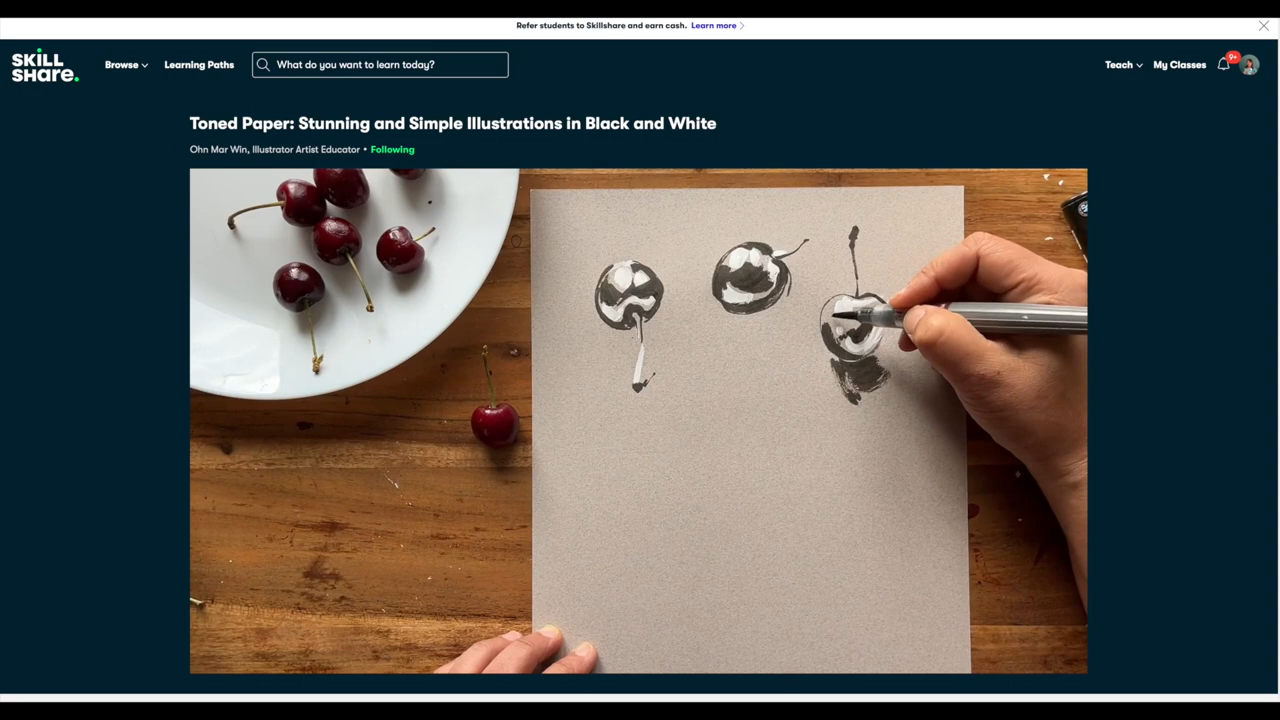 Refer students to Skillshare and earn cash. Learn more
SKILL
SHare.
Browse
Learning Paths
What do you want to learn today?
Teach
My Classes
9+
Toned Paper: Stunning and Simple Illustrations in Black and White
Ohn Mar Win, Illustrator Artist Educator • Following